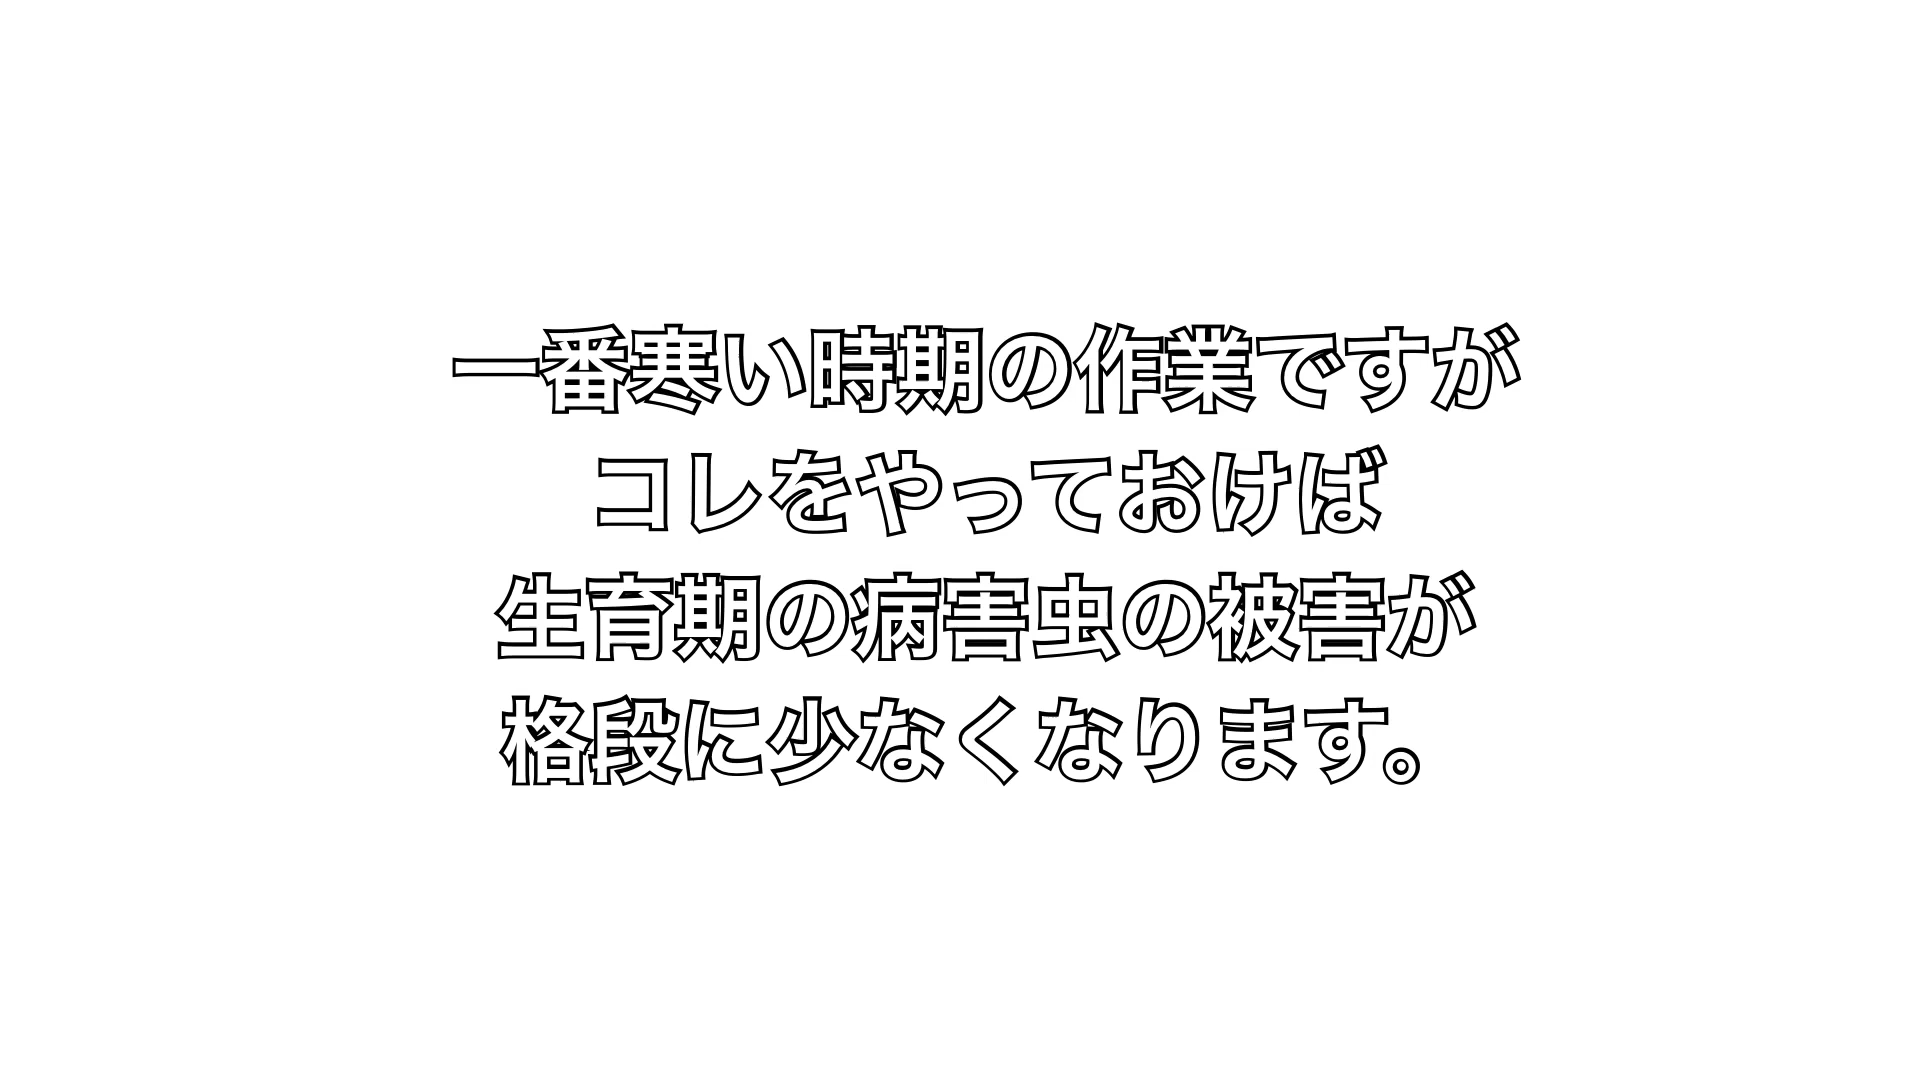 一番寒い時期の作業ですが
コレをやっておけば
生育期の病害虫の被害が
格段に少なくなります。